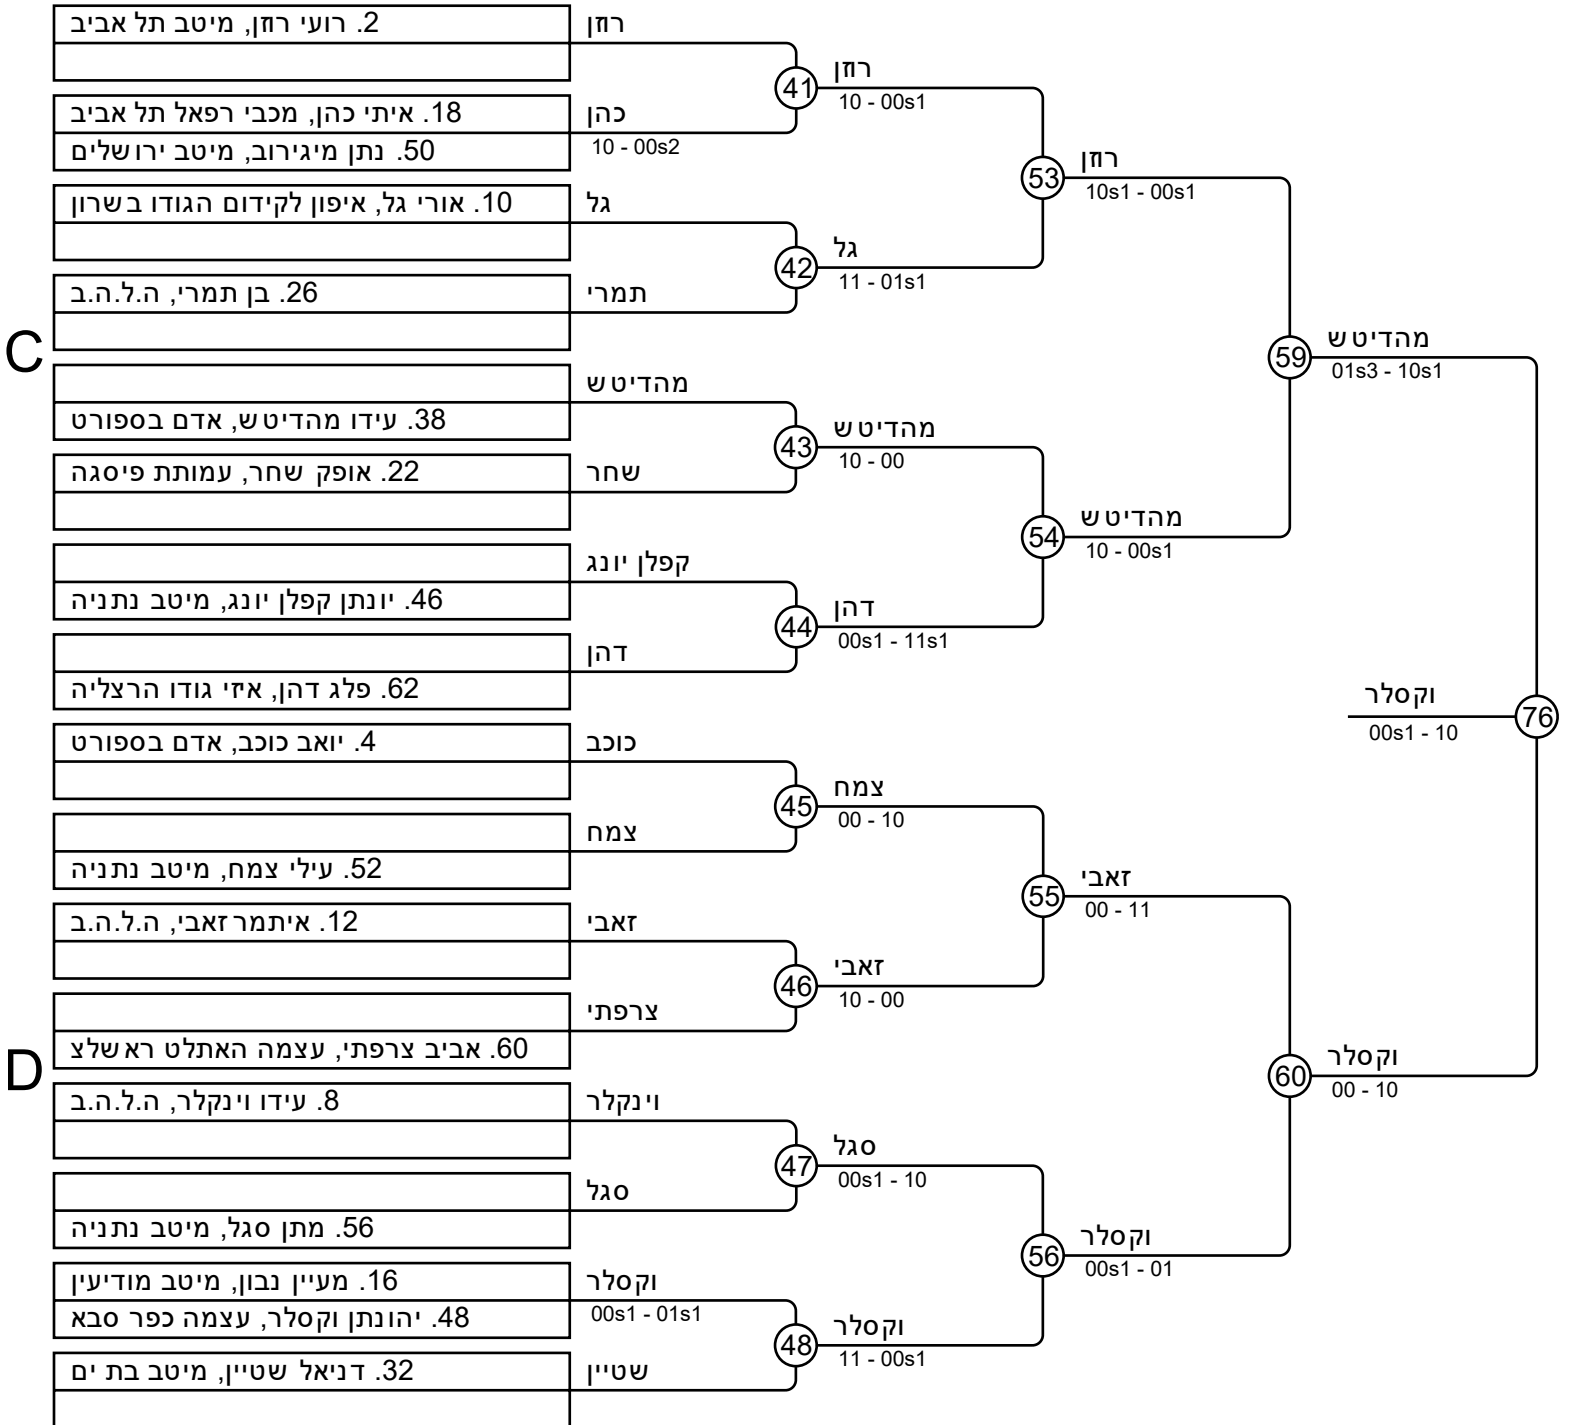 2. רועי רוזן, מיטב תל אביב
רוזן
41
רוזן
10 - 00s1
18. איתי כהן, מכבי רפאל תל אביב
50. נתן מיגירוב, מיטב ירושלים
כהן
10 - 00s2
53
רוזן
10s1 - 00s1
10. אורי גל, איפון לקידום הגודו בשרון
גל
42
גל
11 - 01s1
26. בן תמרי, ה.ל.ה.ב
תמרי
C
59
מהדיטש
01s3 - 10s1
מהדיטש
38. עידו מהדיטש, אדם בספורט
43
מהדיטש
10 - 00
22. אופק שחר, עמותת פיסגה
שחר
54
מהדיטש
10 - 00s1
קפלן יונג
46. יונתן קפלן יונג, מיטב נתניה
44
דהן
00s1 - 11s1
דהן
62. פלג דהן, איזי גודו הרצליה
וקסלר
76
00s1 - 10
4. יואב כוכב, אדם בספורט
כוכב
45
צמח
00 - 10
צמח
52. עילי צמח, מיטב נתניה
55
זאבי
00 - 11
12. איתמר זאבי, ה.ל.ה.ב
זאבי
46
זאבי
10 - 00
צרפתי
60. אביב צרפתי, עצמה האתלט ראשלצ
D
60
וקסלר
00 - 10
8. עידו וינקלר, ה.ל.ה.ב
וינקלר
47
סגל
00s1 - 10
סגל
56. מתן סגל, מיטב נתניה
56
וקסלר
00s1 - 01
16. מעיין נבון, מיטב מודיעין
48. יהונתן וקסלר, עצמה כפר סבא
וקסלר
00s1 - 01s1
48
וקסלר
11 - 00s1
32. דניאל שטיין, מיטב בת ים
שטיין